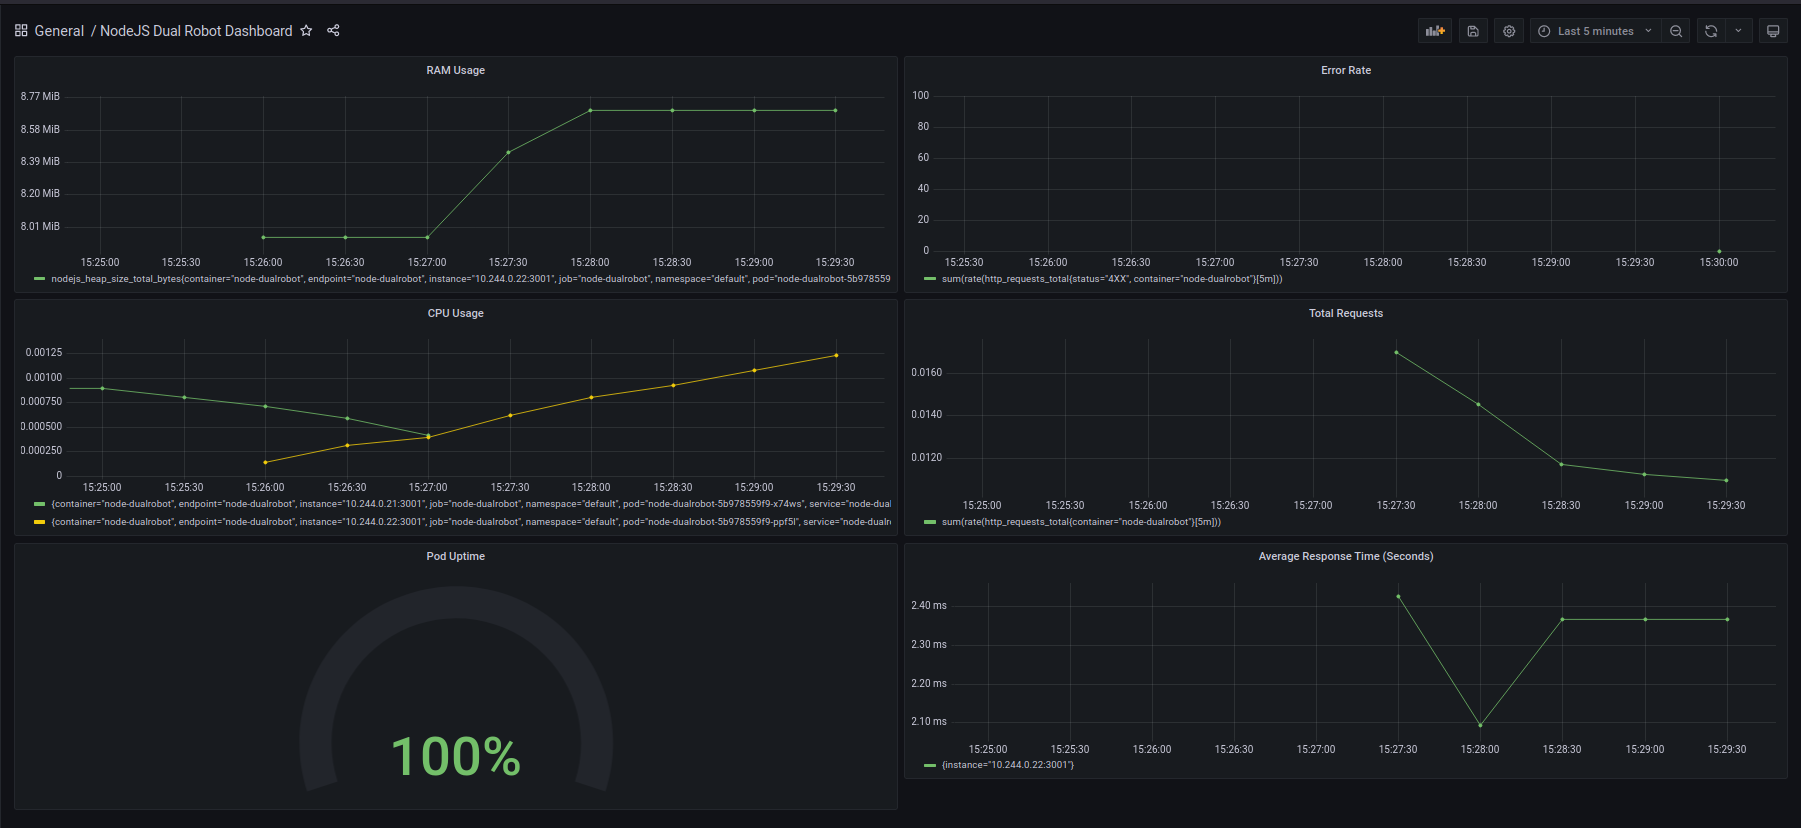 General / NodeJS Dual Robot Dashboard
Last 5 minutes
RAM Usage
8.77 MiB
8.58 MiB
8.39 MiB
8.20 MiB
8.01 MiB
15:25:00 15:25:30 15:26:00 15:26:30 15:27:00 15:27:30 15:28:00 15:28:30 15:29:00 15:29:30
nodejs_heap_size_total_bytes{container="node-dualrobot", endpoint="node-dualrobot", instance="10.244.0.22:3001", job="node-dualrobot", namespace="default", pod="node-dualrobot-5b978559
Error Rate
100
80
60
40
20
0
15:25:30 15:26:00 15:26:30 15:27:00 15:27:30 15:28:00 15:28:30 15:29:00 15:29:30 15:30:00
sum(rate(http_requests_total{status="4XX", container="node-dualrobot"}[5m]))
CPU Usage
0.00125
0.00100
0.000750
0.000500
0.000250
0
15:25:00 15:25:30 15:26:00 15:26:30 15:27:00 15:27:30 15:28:00 15:28:30 15:29:00 15:29:30
{container="node-dualrobot", endpoint="node-dualrobot", instance="10.244.0.21:3001", job="node-dualrobot", namespace="default", pod="node-dualrobot-5b978559f9-x74ws", service="node-dual
{container="node-dualrobot", endpoint="node-dualrobot", instance="10.244.0.22:3001", job="node-dualrobot", namespace="default", pod="node-dualrobot-5b978559f9-ppf5l", service="node-dualr
Total Requests
0.0160
0.0140
0.0120
15:25:00 15:25:30 15:26:00 15:26:30 15:27:00 15:27:30 15:28:00 15:28:30 15:29:00 15:29:30
sum(rate(http_requests_total{container="node-dualrobot"}[5m]))
Pod Uptime
100%
Average Response Time (Seconds)
2.40 ms
2.30 ms
2.20 ms
2.10 ms
15:25:00 15:25:30 15:26:00 15:26:30 15:27:00 15:27:30 15:28:00 15:28:30 15:29:00 15:29:30
{instance="10.244.0.22:3001"}